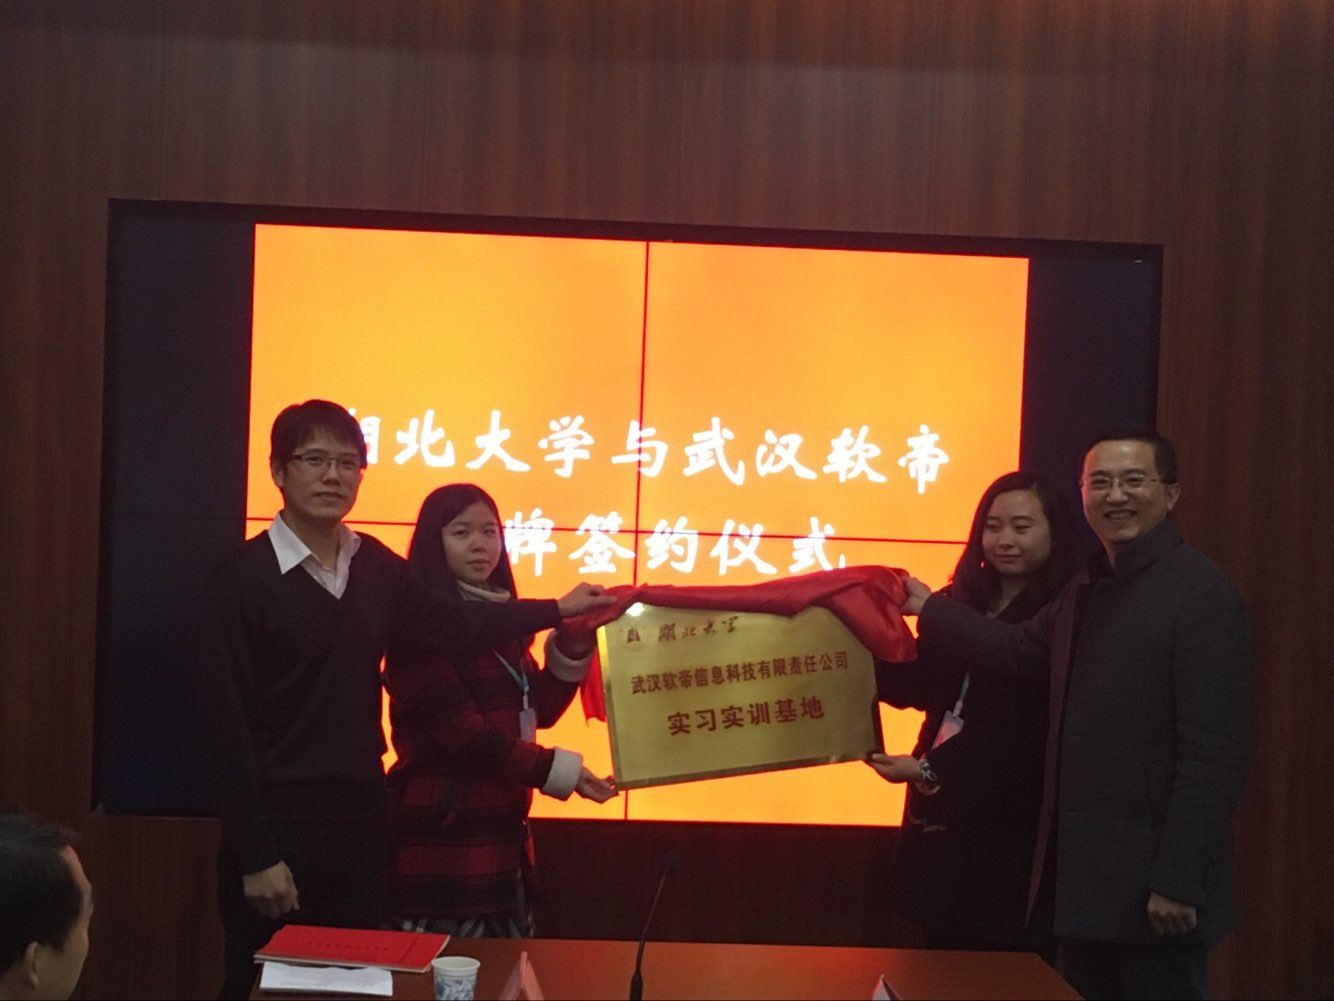 湖北大学与武汉软帝
牌签约仪式
湖北大学
武汉软帝信息科技有限责任公司
实习实训基地